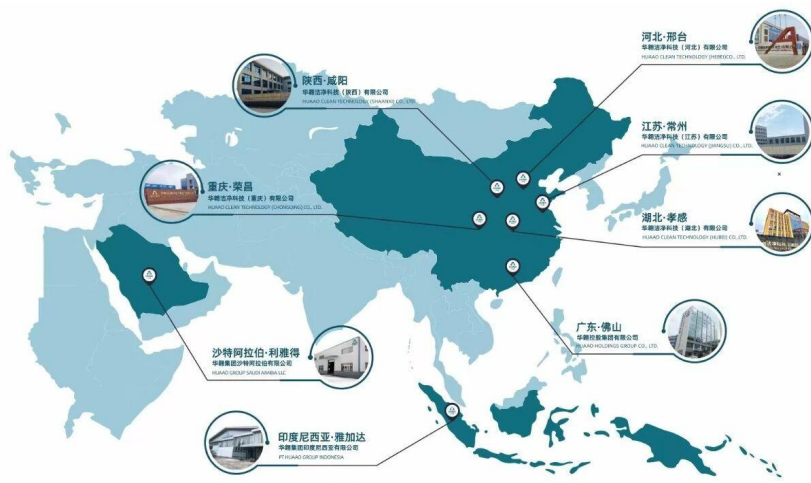 河北·邢台
华翱洁净科技（河北）有限公司
HUAAO CLEAN TECHNOLOGY (HEBEI) CO., LTD.
陕西·咸阳
华翱洁净科技（陕西）有限公司
HUAAO CLEAN TECHNOLOGY (SHAANXI) CO., LTD.
江苏·常州
华翱洁净科技（江苏）有限公司
HUAAO CLEAN TECHNOLOGY (JIANGSU) CO., LTD.
重庆·荣昌
华翱洁净科技（重庆）有限公司
HUAAO CLEAN TECHNOLOGY (CHONGQING) CO., LTD.
湖北·孝感
华翱洁净科技（湖北）有限公司
HUAAO CLEAN TECHNOLOGY (HUBEI) CO., LTD.
广东·佛山
华翱控股集团有限公司
HUAAO HOLDINGS GROUP CO., LTD.
沙特阿拉伯·利雅得
华翱集团沙特阿拉伯有限公司
HUAAO GROUP SAUDI ARABIA LLC
印度尼西亚·雅加达
华翱集团印度尼西亚有限公司
PT HUAAO GROUP INDONESIA